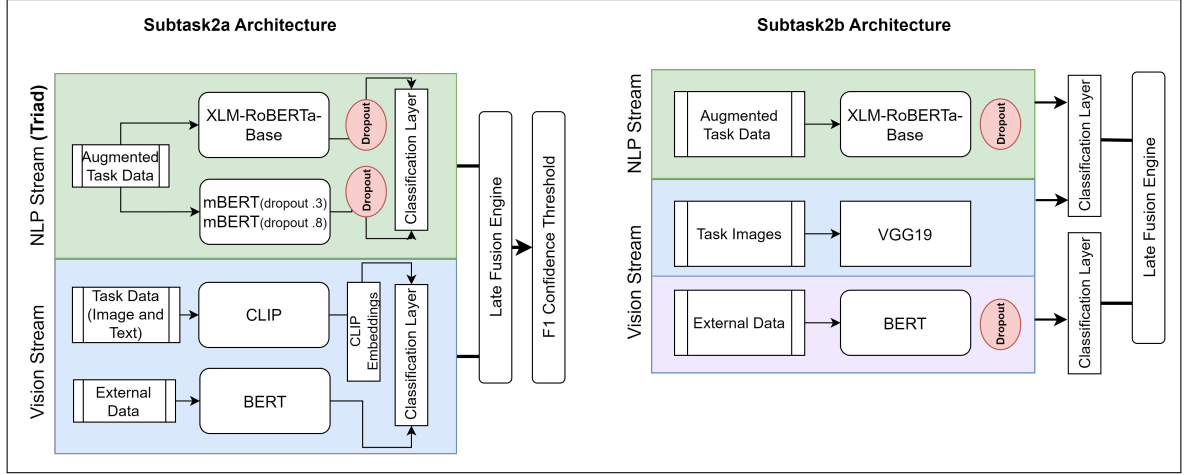 Subtask2a Architecture
NLP Stream (Triad)
Augmented
Task Data
XLM-RoBERTa-
Base
Dropout
mBERT(dropout .3)
mBERT(dropout .8)
Dropout
Classification Layer
Vision Stream
Task Data
(Image and
Text)
CLIP
CLIP
Embeddings
External
Data
BERT
Classification Layer
Late Fusion Engine
F1 Confidence Threshold
Subtask2b Architecture
NLP Stream
Augmented
Task Data
XLM-RoBERTa-
Base
Dropout
Vision Stream
Task Images
VGG19
External Data
BERT
Dropout
Classification Layer
Classification Layer
Late Fusion Engine